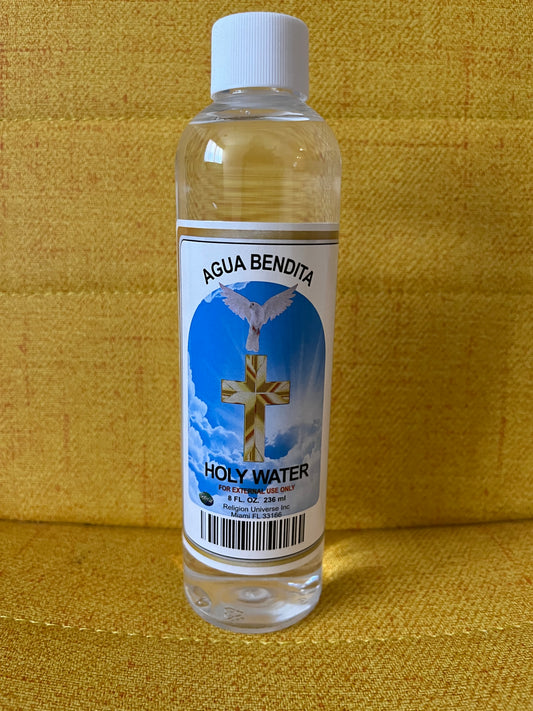 AGUA BENDITA
HOLY WATER
FOR EXTERNAL USE ONLY
8 FL. OZ. 236 ml
Religion Universe Inc
Miami FL 33166